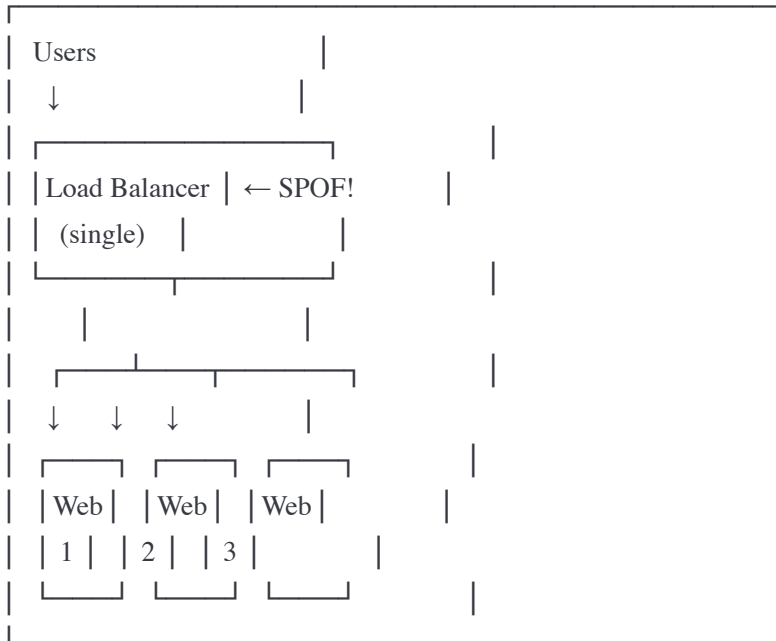 Users
↓
Load Balancer ← SPOF!
(single)
↓ ↓ ↓
Web Web Web
1 2 3